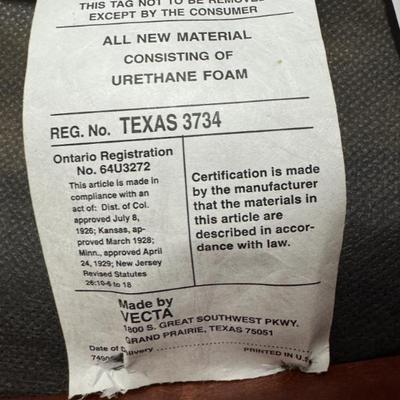 THIS TAG NOT TO BE REMOVED
EXCEPT BY THE CONSUMER
ALL NEW MATERIAL
CONSISTING OF
URETHANE FOAM
REG. No. TEXAS 3734
Ontario Registration
No. 64U3272
This article is made in
compliance with an
act of: Dist. of Col.
approved July 8,
1926; Kansas, ap-
proved March 1928;
Minn., approved April
24, 1929; New Jersey
Revised Statutes
26:10-6 to 18
Certification is made
by the manufacturer
that the materials in
this article are
described in accor-
dance with law.
Made by
VECTA
1800 S. GREAT SOUTHWEST PKWY.
GRAND PRAIRIE, TEXAS 75051
Date of Delivery
PRINTED IN U.S.